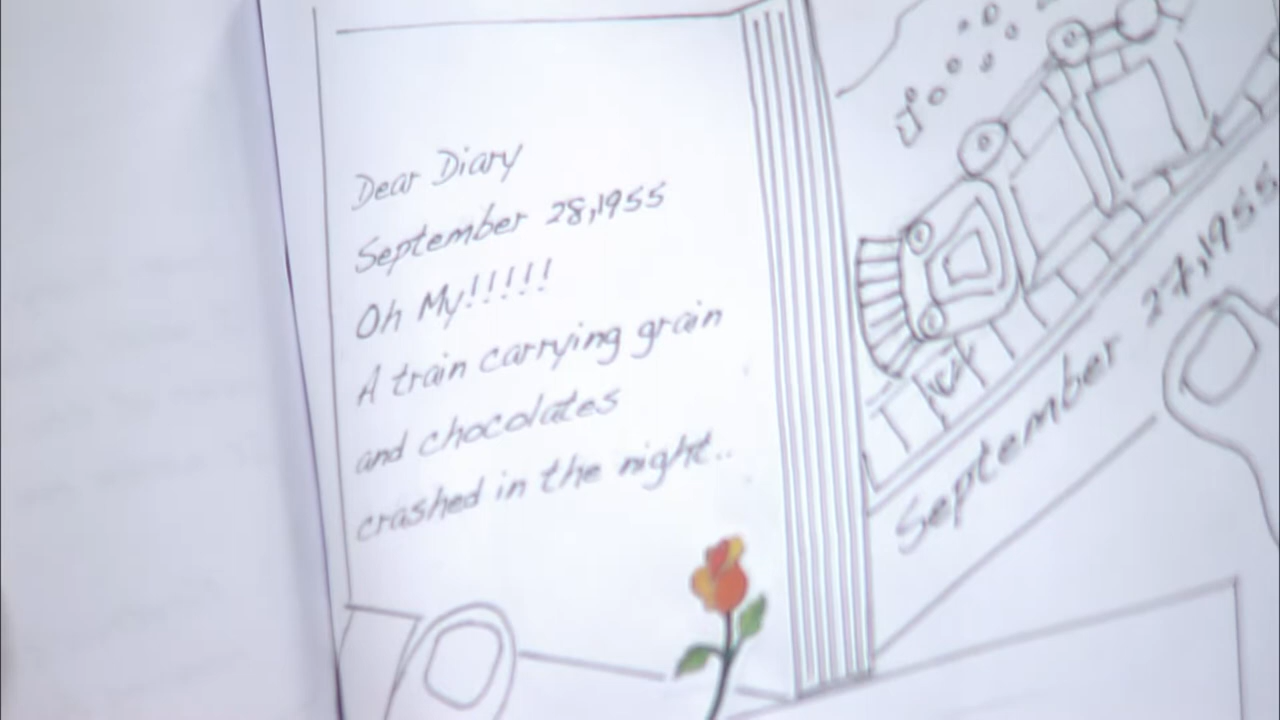 Dear Diary
September 28,1955
Oh My!!!!!
A train carrying grain
and chocolates
crashed in the night..
September 27,1955